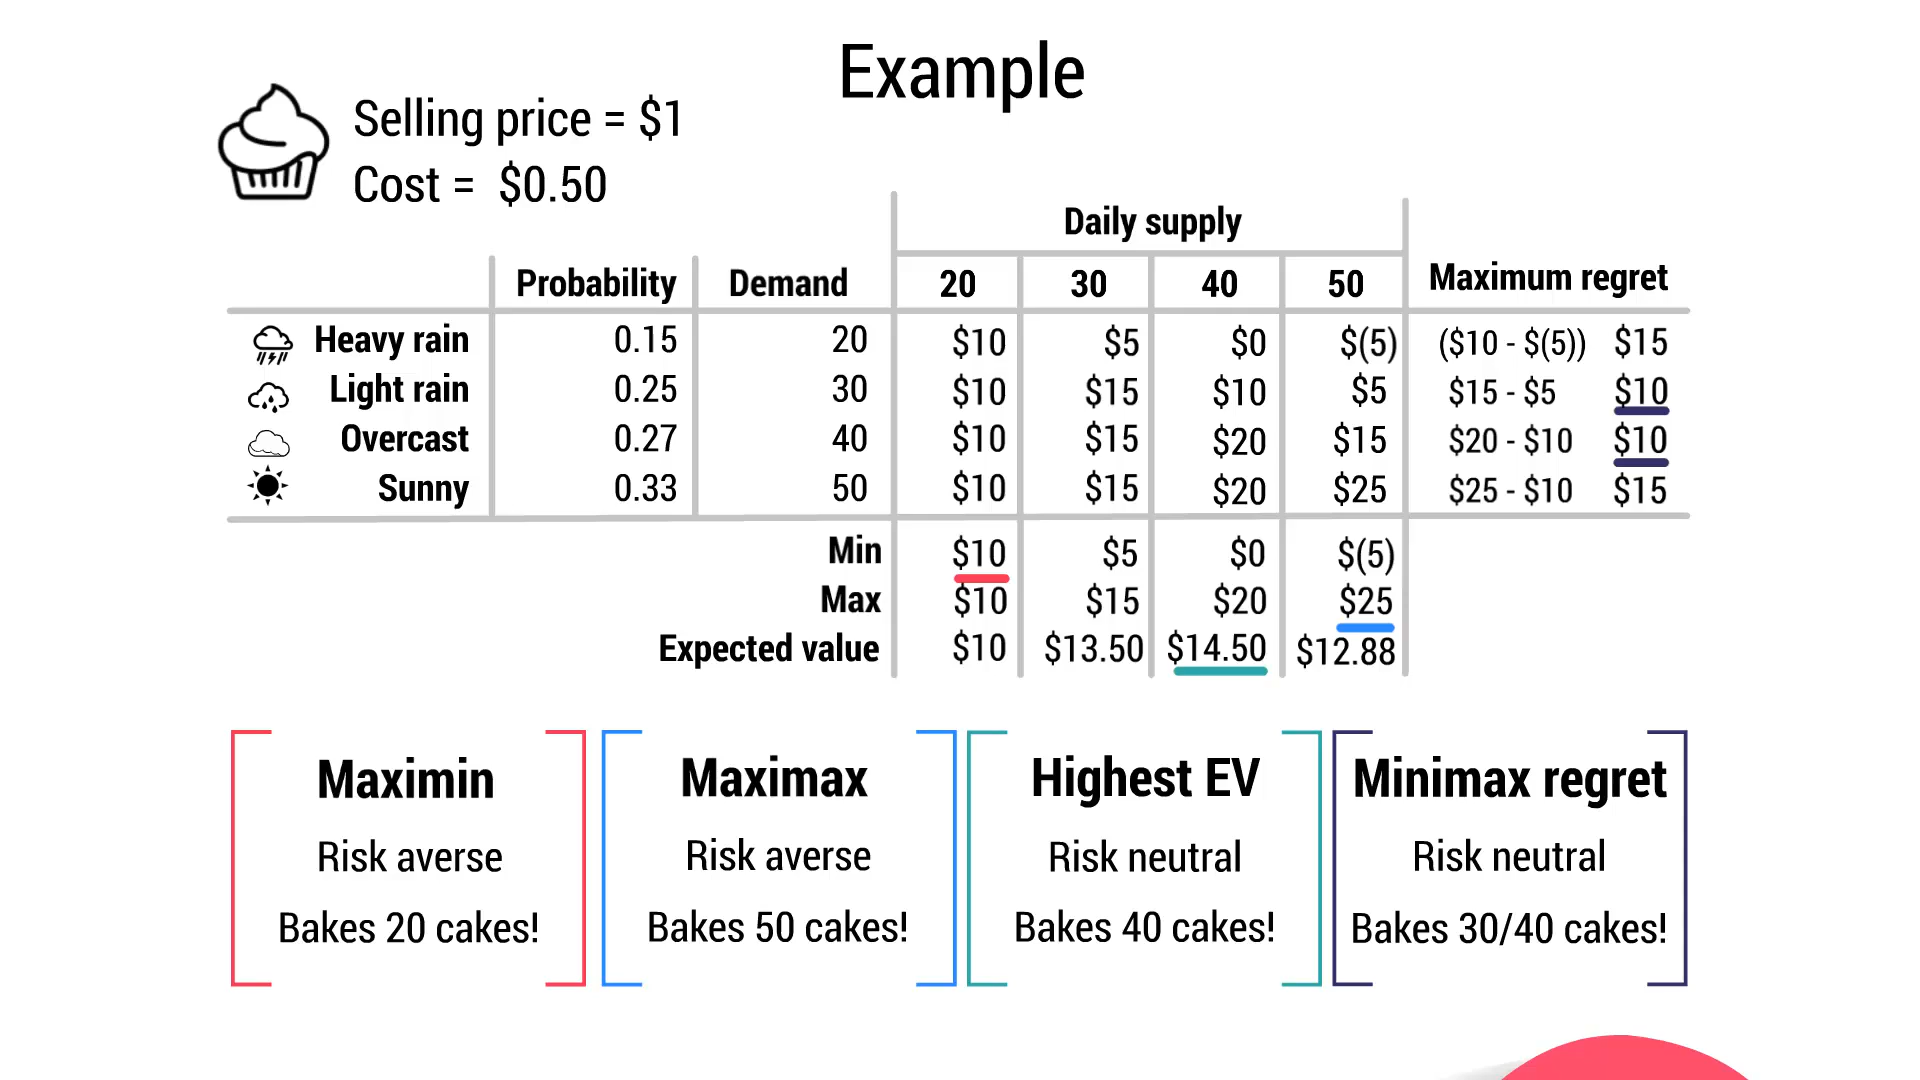 Example
Selling price = $1
Cost = $0.50
Daily supply
Probability Demand 20 30 40 50 Maximum regret
Heavy rain 0.15 20 $10 $5 $0 $(5) ($10 - $(5)) $15
Light rain 0.25 30 $10 $15 $10 $5 $15 - $5 $10
Overcast 0.27 40 $10 $15 $20 $15 $20 - $10 $10
Sunny 0.33 50 $10 $15 $20 $25 $25 - $10 $15
Min $10 $5 $0 $(5)
Max $10 $15 $20 $25
Expected value $10 $13.50 $14.50 $12.88
Maximin
Risk averse
Bakes 20 cakes!
Maximax
Risk averse
Bakes 50 cakes!
Highest EV
Risk neutral
Bakes 40 cakes!
Minimax regret
Risk neutral
Bakes 30/40 cakes!